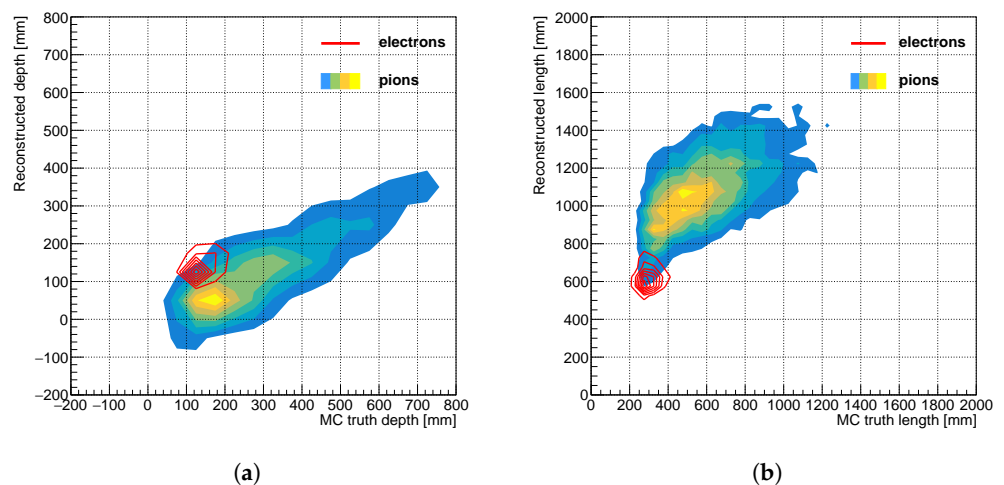 Reconstructed depth [mm]
800
700
600
500
400
300
200
100
0
−100
−200
−200 −100 0 100 200 300 400 500 600 700 800
MC truth depth [mm]
electrons
pions
(a)
Reconstructed length [mm]
2000
1800
1600
1400
1200
1000
800
600
400
200
0
0 200 400 600 800 1000 1200 1400 1600 1800 2000
MC truth length [mm]
electrons
pions
(b)